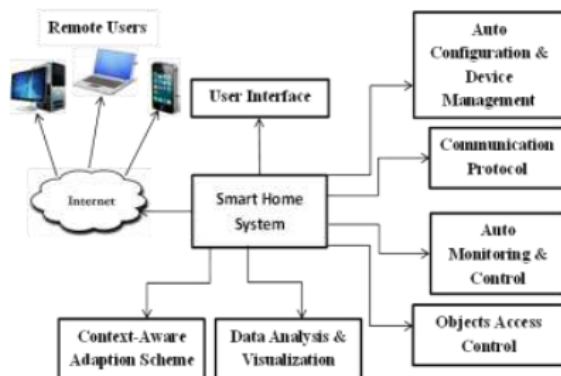 Remote Users
Auto
Configuration &
Device
Management
User Interface
Communication
Protocol
Internet
Smart Home
System
Auto
Monitoring &
Control
Objects Access
Control
Context-Aware
Adaption Scheme
Data Analysis &
Visualization